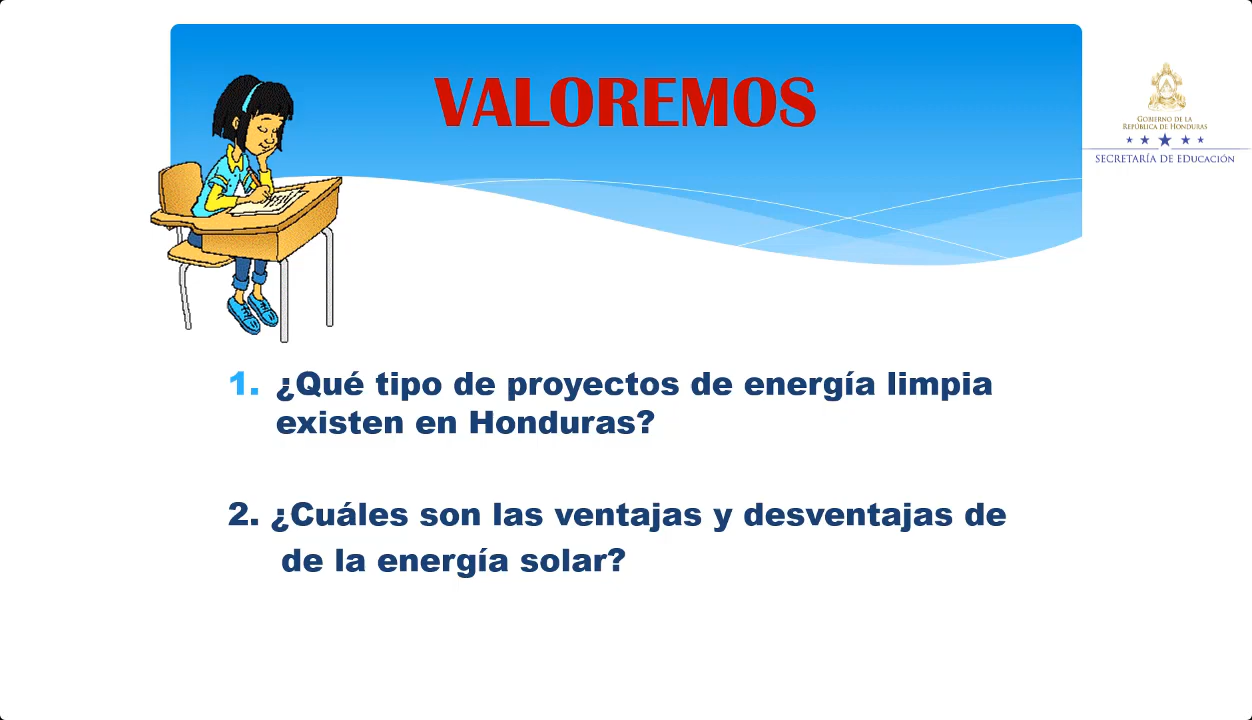 VALOREMOS
GOBIERNO DE LA
REPÚBLICA DE HONDURAS
SECRETARÍA DE EDUCACIÓN
1. ¿Qué tipo de proyectos de energía limpia
existen en Honduras?
2. ¿Cuáles son las ventajas y desventajas de
de la energía solar?